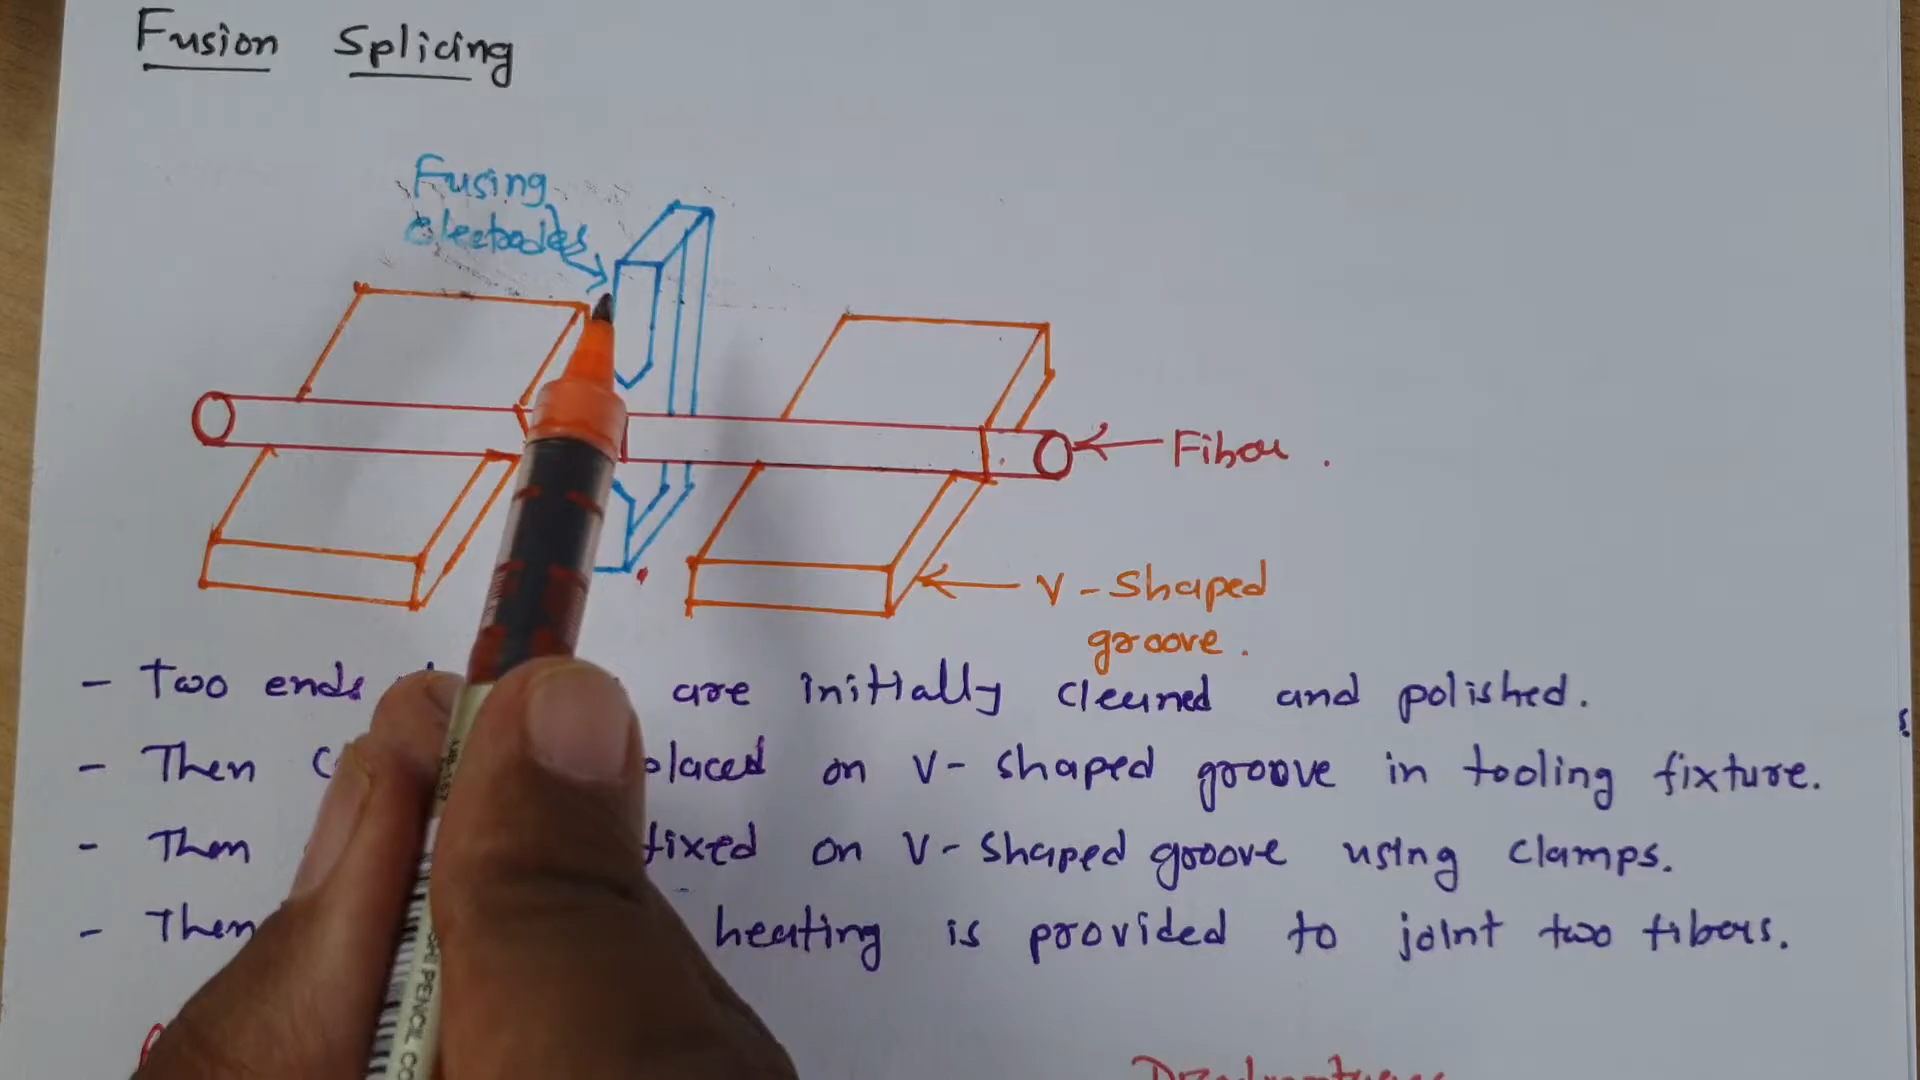 Fusion Splicing
Fusing
electrodes
Fiber .
V-Shaped
groove .
- Two ends are initially cleaned and polished.
- Then placed on V-shaped groove in tooling fixture.
- Then fixed on V-shaped groove using clamps.
- Then heating is provided to joint two fibers.